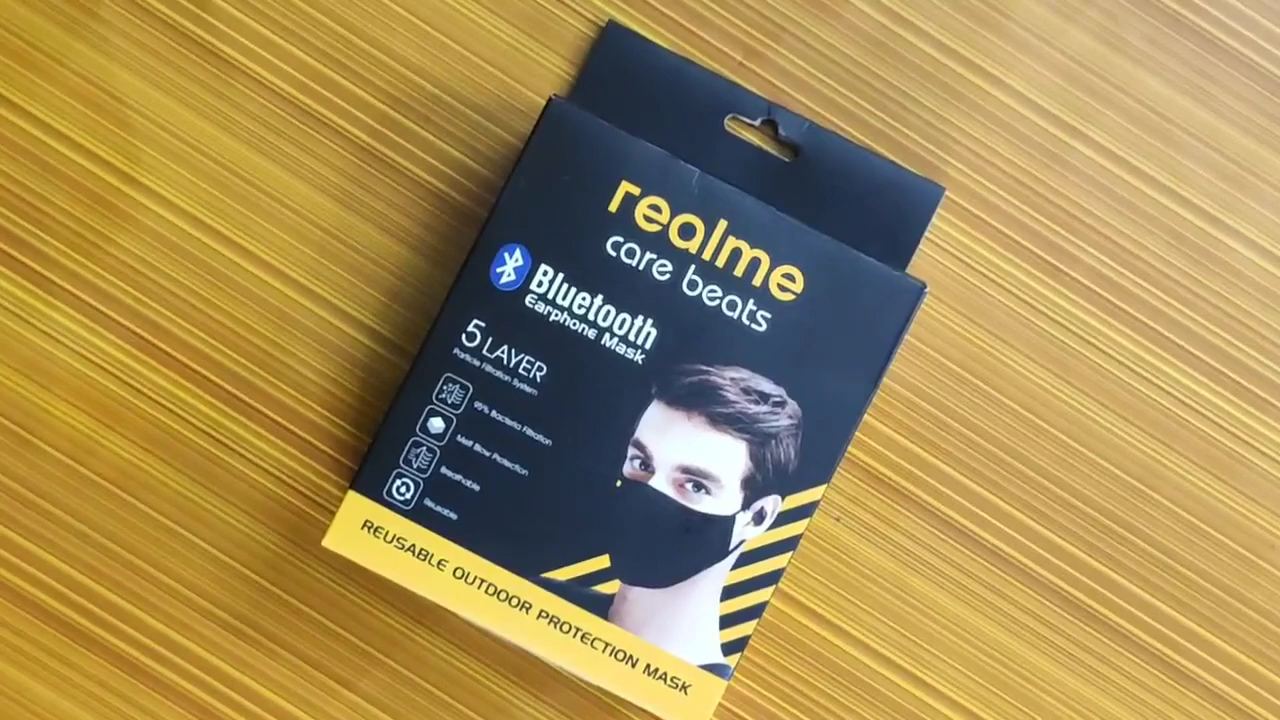 realme
care beats
Bluetooth
Earphone Mask
5 LAYER
Particle Filtration System
95% Bacteria Filtration
Melt Blow Protection
Breathable
Reusable
REUSABLE OUTDOOR PROTECTION MASK